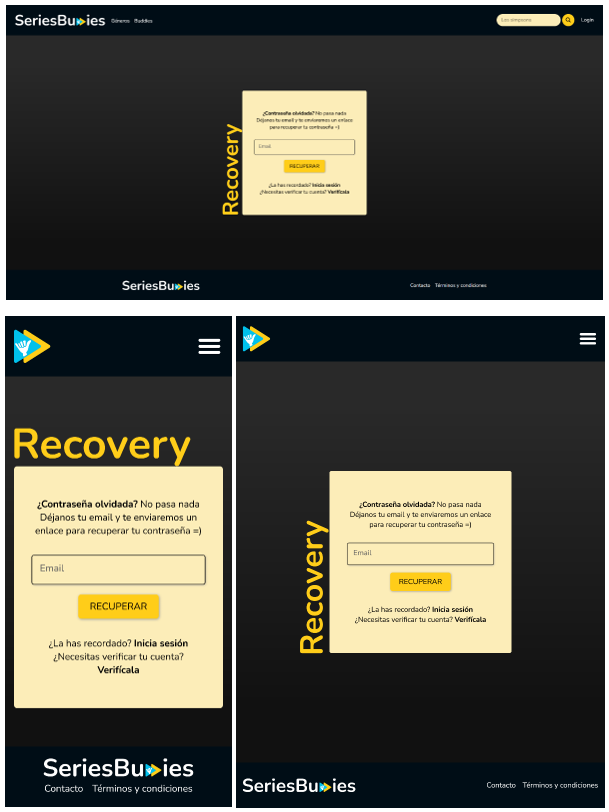 SeriesBuddies Géneros Buddies Los simpsons Login
Recovery
¿Contraseña olvidada? No pasa nada
Déjanos tu email y te enviaremos un enlace
para recuperar tu contraseña =)
Email
RECUPERAR
¿La has recordado? Inicia sesión
¿Necesitas verificar tu cuenta? Verifícala
SeriesBuddies Contacto Términos y condiciones
Recovery
¿Contraseña olvidada? No pasa nada
Déjanos tu email y te enviaremos un
enlace para recuperar tu contraseña =)
Email
RECUPERAR
¿La has recordado? Inicia sesión
¿Necesitas verificar tu cuenta?
Verifícala
SeriesBuddies
Contacto Términos y condiciones
Recovery
¿Contraseña olvidada? No pasa nada
Déjanos tu email y te enviaremos un enlace
para recuperar tu contraseña =)
Email
RECUPERAR
¿La has recordado? Inicia sesión
¿Necesitas verificar tu cuenta? Verifícala
SeriesBuddies Contacto Términos y condiciones